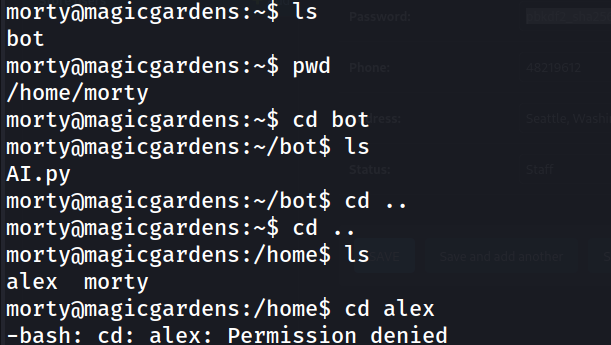 morty@magicgardens:~$ ls
bot
morty@magicgardens:~$ pwd
/home/morty
morty@magicgardens:~$ cd bot
morty@magicgardens:~/bot$ ls
AI.py
morty@magicgardens:~/bot$ cd ..
morty@magicgardens:~$ cd ..
morty@magicgardens:/home$ ls
alex  morty
morty@magicgardens:/home$ cd alex
-bash: cd: alex: Permission denied
Password:
Phone:
48219612
Seattle, Washi
Status:
Staff
Save and add another